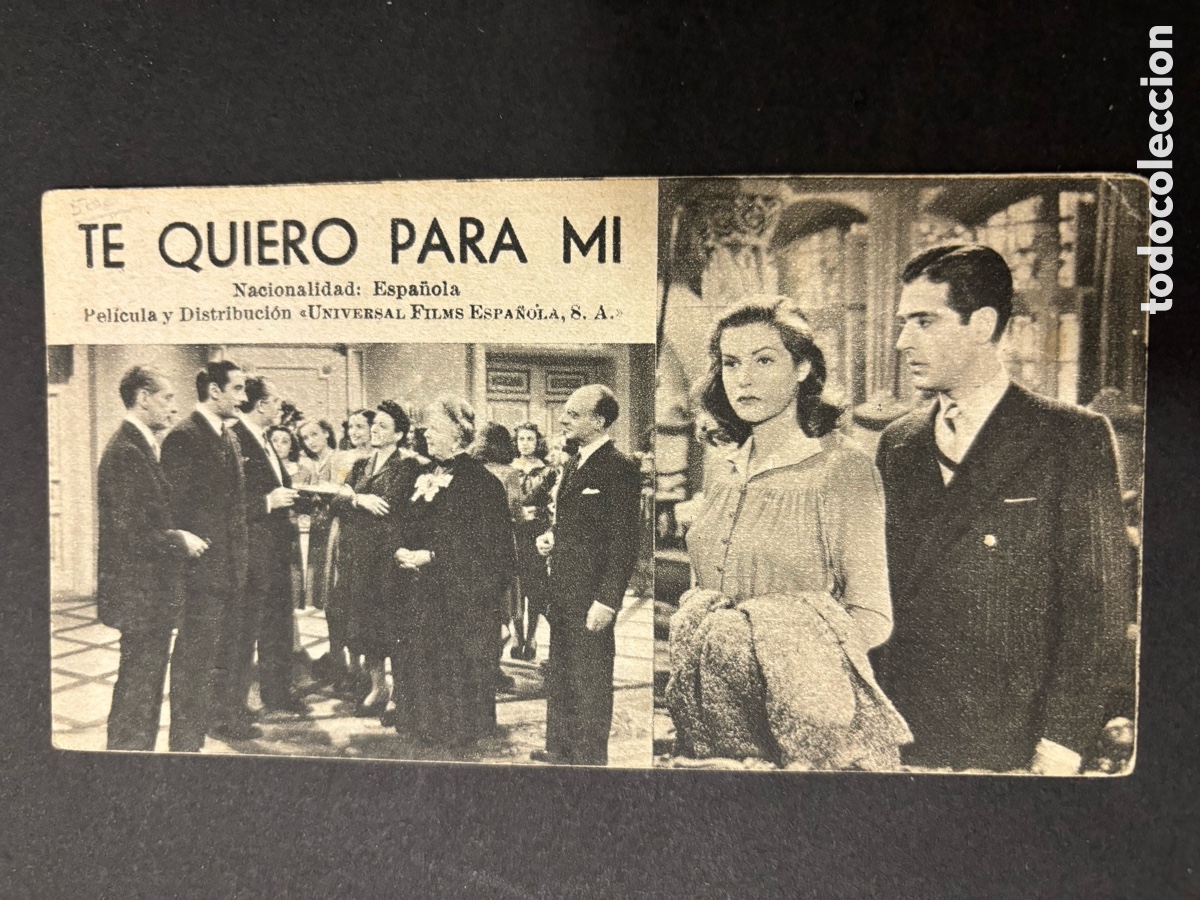 TE QUIERO PARA MI
Nacionalidad: Española
Película y Distribución «UNIVERSAL FILMS ESPAÑOLA, S. A.»
todocoleccion